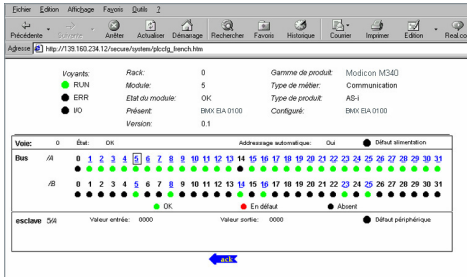 Fichier Edition Affichage Favoris Outils ?
Précédente Suivante Arrêter Actualiser Démarrage Rechercher Favoris Historique Courrier Imprimer Edition Real.co
Adresse http://139.160.234.12/secure/system/plccfg_french.htm
Voyants: Rack: 0 Gamme de produit: Modicon M340
RUN Module: 5 Type de métier: Communication
ERR Etat du module: OK Type de produit: AS-i
I/O Présent: BMX EIA 0100 Configuré: BMX EIA 0100
Version: 0.1
Voie: 0 État: OK Addresssage automatique: Oui Défaut alimentation
Bus /A 0 1 2 3 4 5 6 7 8 9 10 11 12 13 14 15 16 17 18 19 20 21 22 23 24 25 26 27 28 29 30 31
/B 0 1 2 3 4 5 6 7 8 9 10 11 12 13 14 15 16 17 18 19 20 21 22 23 24 25 26 27 28 29 30 31
OK En défaut Absent
esclave 5/A Valeur entrée: 0000 Valeur sortie: 0000 Défaut périphérique
ack